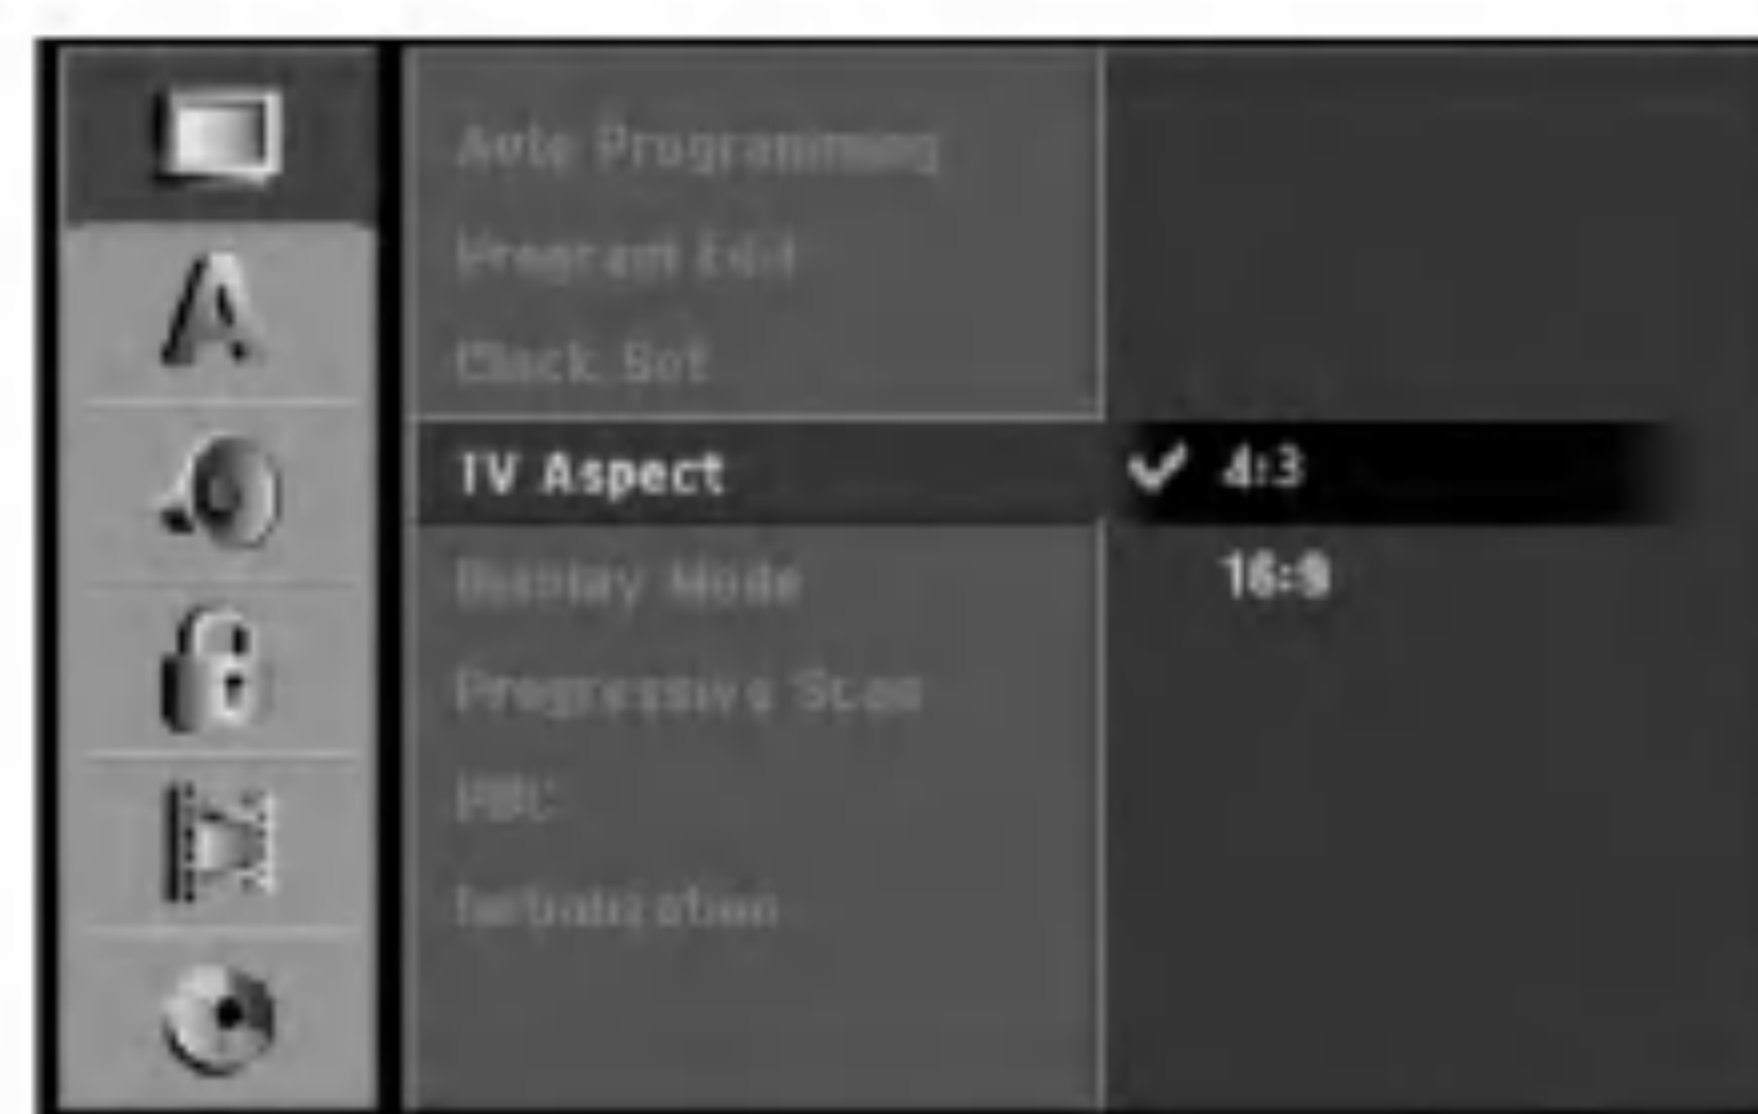 Auto Programming
Program Edit
Clock Set
TV Aspect
4:3
16:9
Display Mode
Progressive Scan
PBC
Initialization